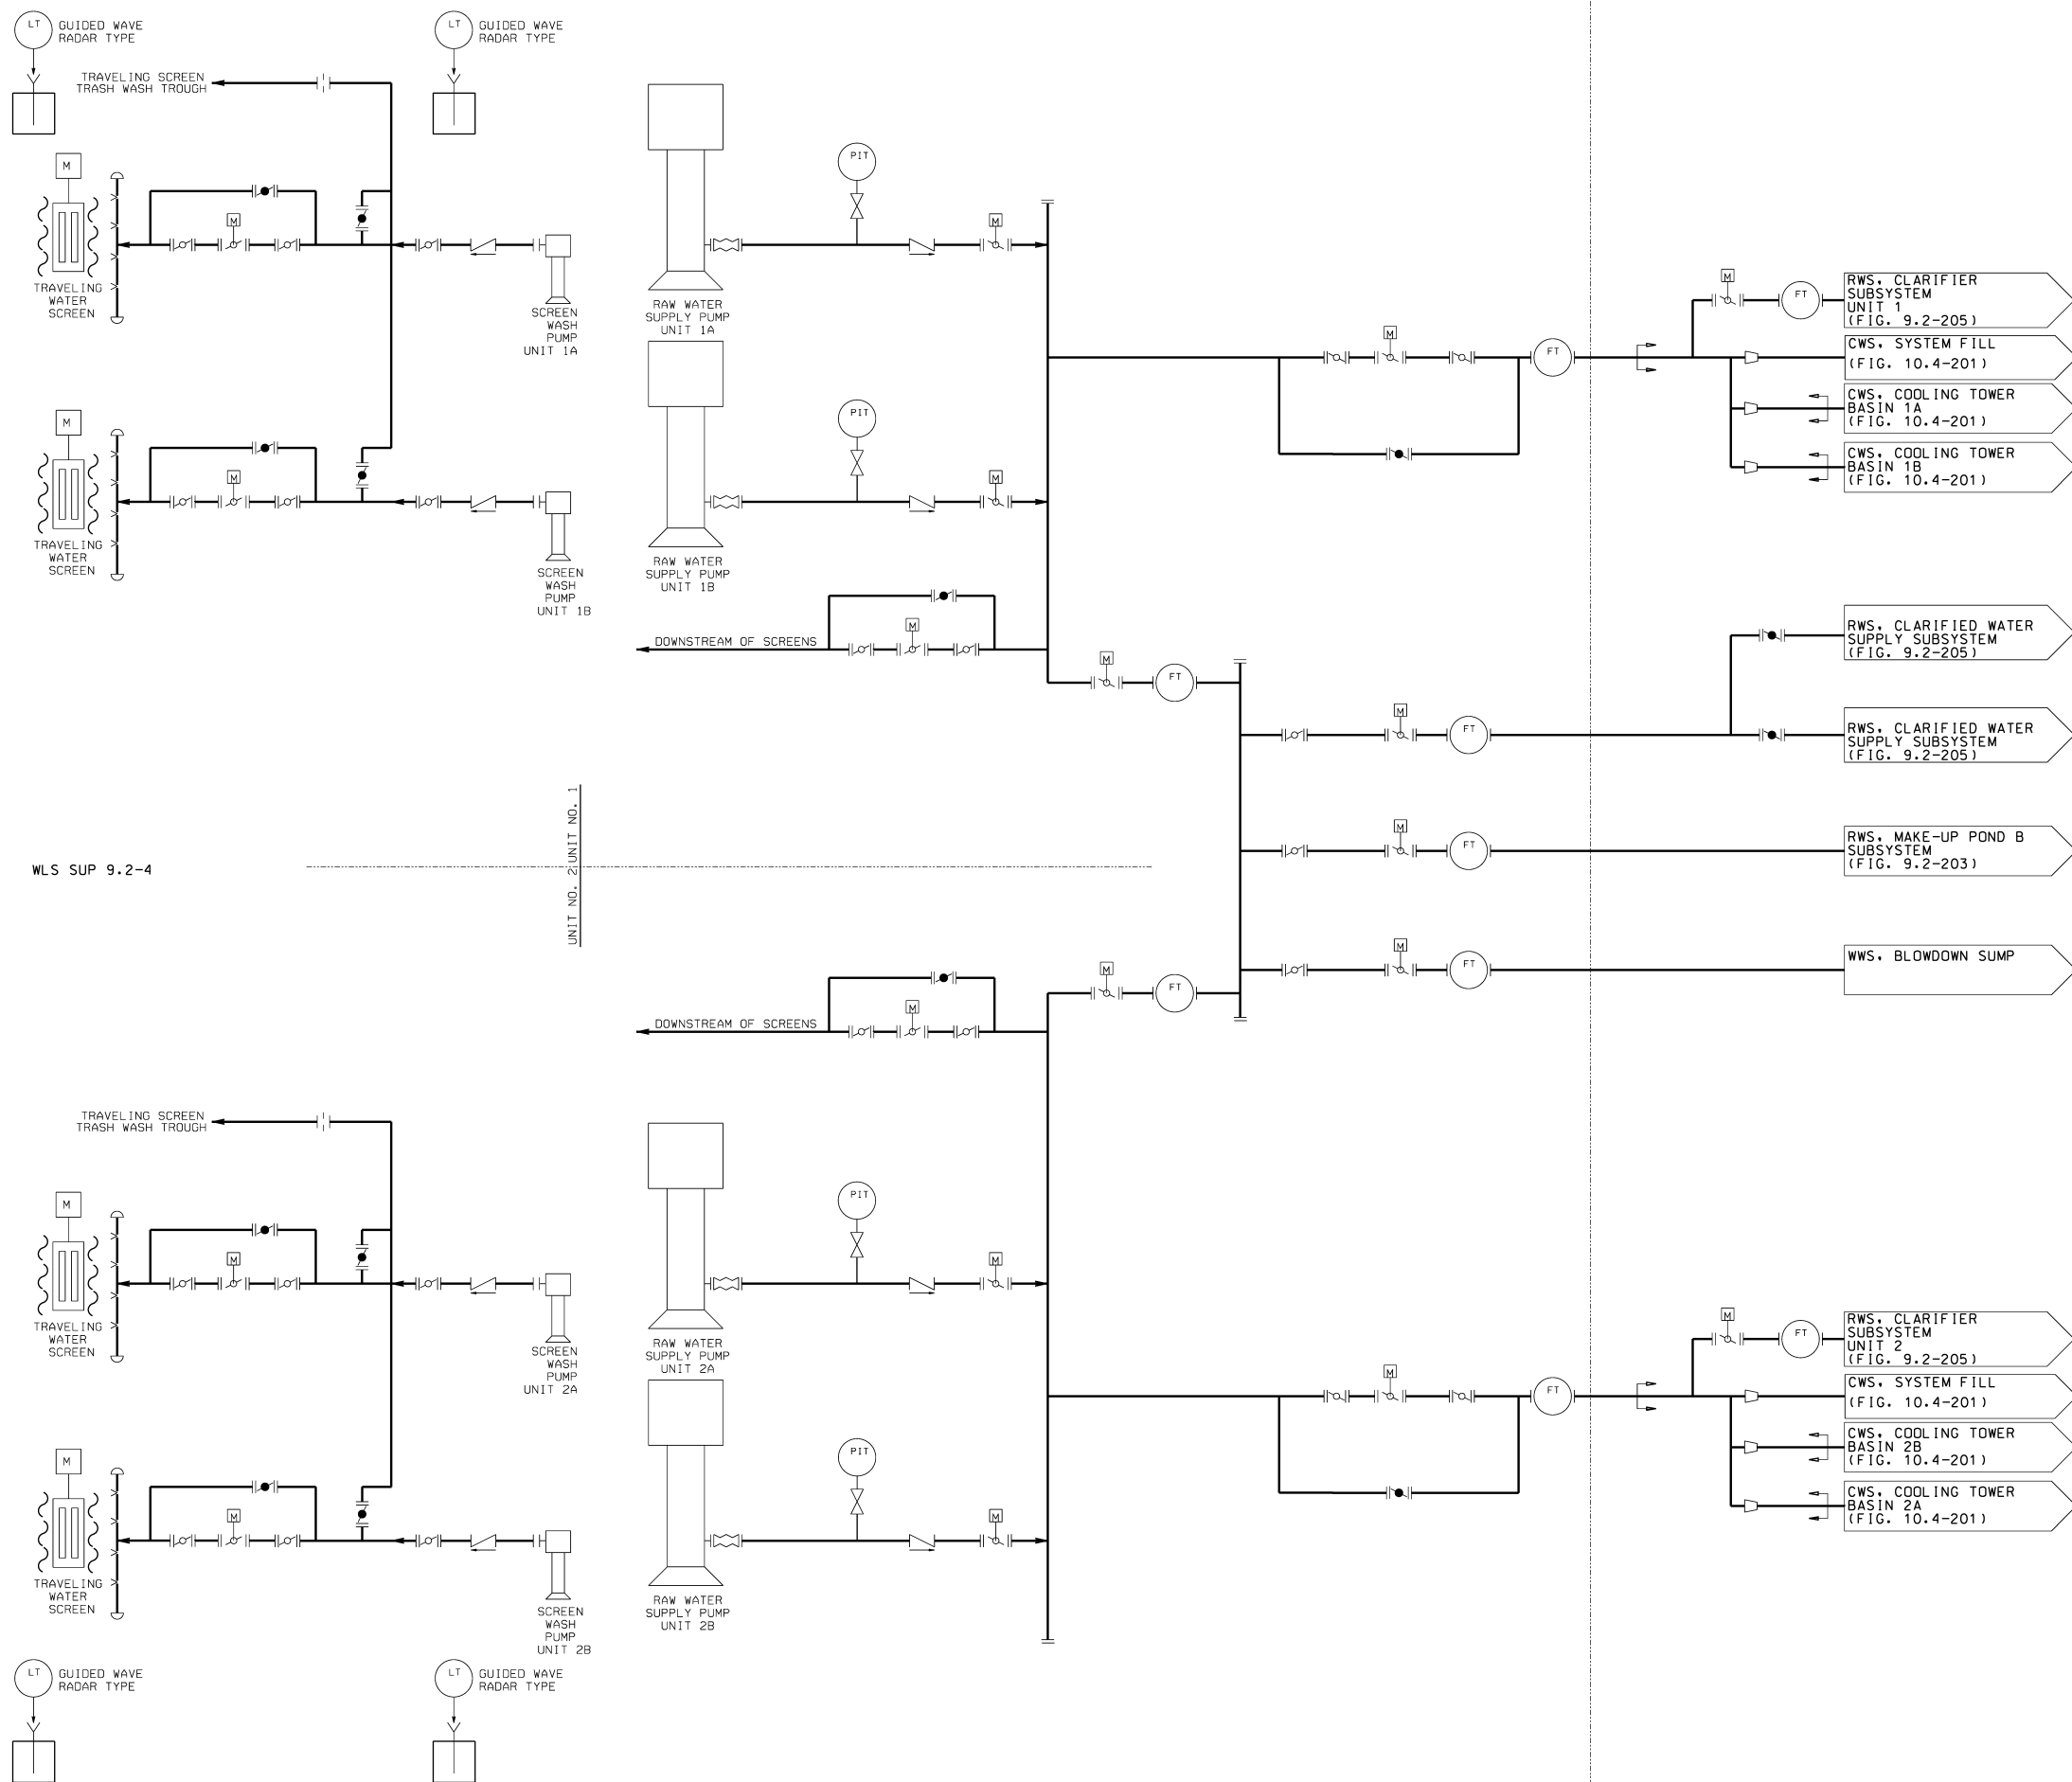 LT
GUIDED WAVE
RADAR TYPE
LT
GUIDED WAVE
RADAR TYPE
TRAVELING SCREEN
TRASH WASH TROUGH
M
M
TRAVELING
WATER
SCREEN
SCREEN
WASH
PUMP
UNIT 1A
PIT
M
RAW WATER
SUPPLY PUMP
UNIT 1A
M
FT
M
FT
RWS, CLARIFIER
SUBSYSTEM
UNIT 1
(FIG. 9.2-205)
CWS, SYSTEM FILL
(FIG. 10.4-201)
CWS, COOLING TOWER
BASIN 1A
(FIG. 10.4-201)
CWS, COOLING TOWER
BASIN 1B
(FIG. 10.4-201)
M
M
TRAVELING
WATER
SCREEN
SCREEN
WASH
PUMP
UNIT 1B
PIT
M
RAW WATER
SUPPLY PUMP
UNIT 1B
DOWNSTREAM OF SCREENS
M
M
FT
M
FT
RWS, CLARIFIED WATER
SUPPLY SUBSYSTEM
(FIG. 9.2-205)
RWS, CLARIFIED WATER
SUPPLY SUBSYSTEM
(FIG. 9.2-205)
WLS SUP 9.2-4
UNIT NO. 1
UNIT NO. 2
M
FT
RWS, MAKE-UP POND B
SUBSYSTEM
(FIG. 9.2-203)
M
FT
WWS, BLOWDOWN SUMP
DOWNSTREAM OF SCREENS
M
M
FT
TRAVELING SCREEN
TRASH WASH TROUGH
M
M
TRAVELING
WATER
SCREEN
SCREEN
WASH
PUMP
UNIT 2A
PIT
M
RAW WATER
SUPPLY PUMP
UNIT 2A
M
FT
M
FT
RWS, CLARIFIER
SUBSYSTEM
UNIT 2
(FIG. 9.2-205)
CWS, SYSTEM FILL
(FIG. 10.4-201)
CWS, COOLING TOWER
BASIN 2B
(FIG. 10.4-201)
CWS, COOLING TOWER
BASIN 2A
(FIG. 10.4-201)
M
M
TRAVELING
WATER
SCREEN
SCREEN
WASH
PUMP
UNIT 2B
PIT
M
RAW WATER
SUPPLY PUMP
UNIT 2B
LT
GUIDED WAVE
RADAR TYPE
LT
GUIDED WAVE
RADAR TYPE